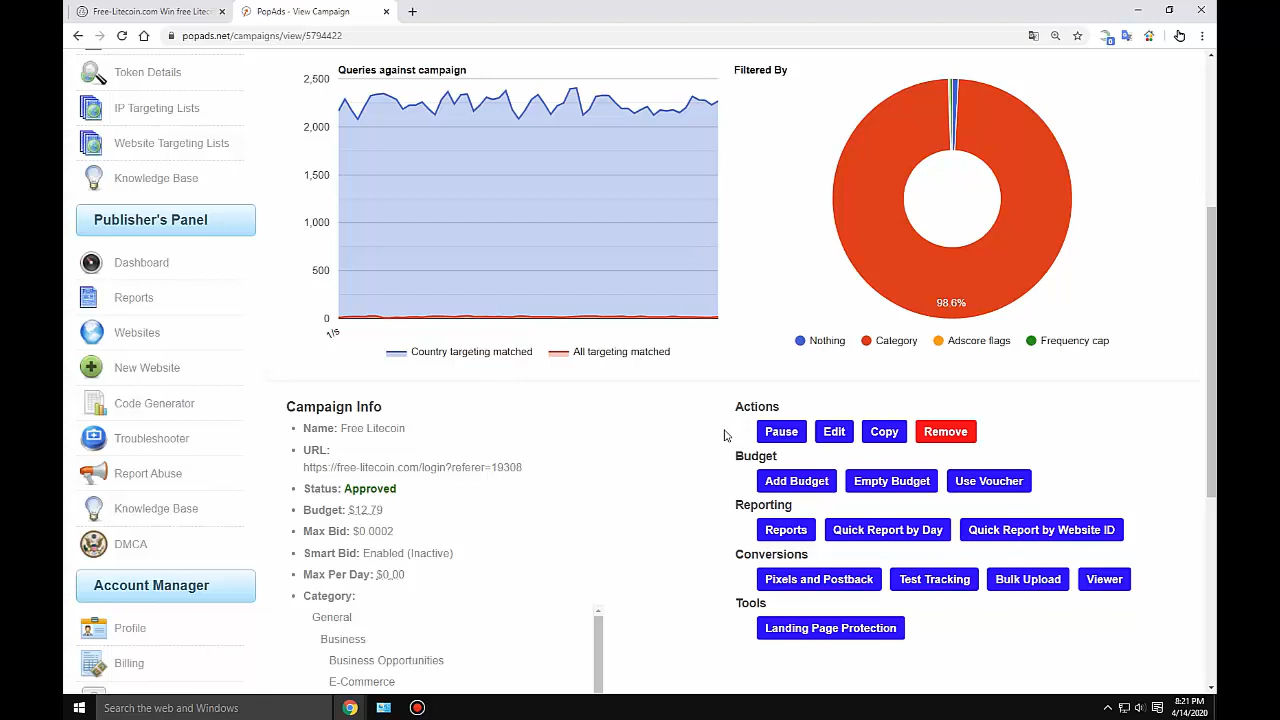 Free-Litecoin.com Win free Litec
PopAds - View Campaign
popads.net/campaigns/view/5794422
Token Details
IP Targeting Lists
Website Targeting Lists
Knowledge Base
Publisher's Panel
Dashboard
Reports
Websites
New Website
Code Generator
Troubleshooter
Report Abuse
Knowledge Base
DMCA
Account Manager
Profile
Billing
Queries against campaign
2,500
2,000
1,500
1,000
500
0
1/5
Country targeting matched
All targeting matched
Filtered By
98.6%
Nothing
Category
Adscore flags
Frequency cap
Campaign Info
Name: Free Litecoin
URL:
https://free-litecoin.com/login?referer=19308
Status: Approved
Budget: $12.79
Max Bid: $0.0002
Smart Bid: Enabled (Inactive)
Max Per Day: $0.00
Category:
General
Business
Business Opportunities
E-Commerce
Actions
Pause Edit Copy Remove
Budget
Add Budget Empty Budget Use Voucher
Reporting
Reports Quick Report by Day Quick Report by Website ID
Conversions
Pixels and Postback Test Tracking Bulk Upload Viewer
Tools
Landing Page Protection
Search the web and Windows
8:21 PM
4/14/2020